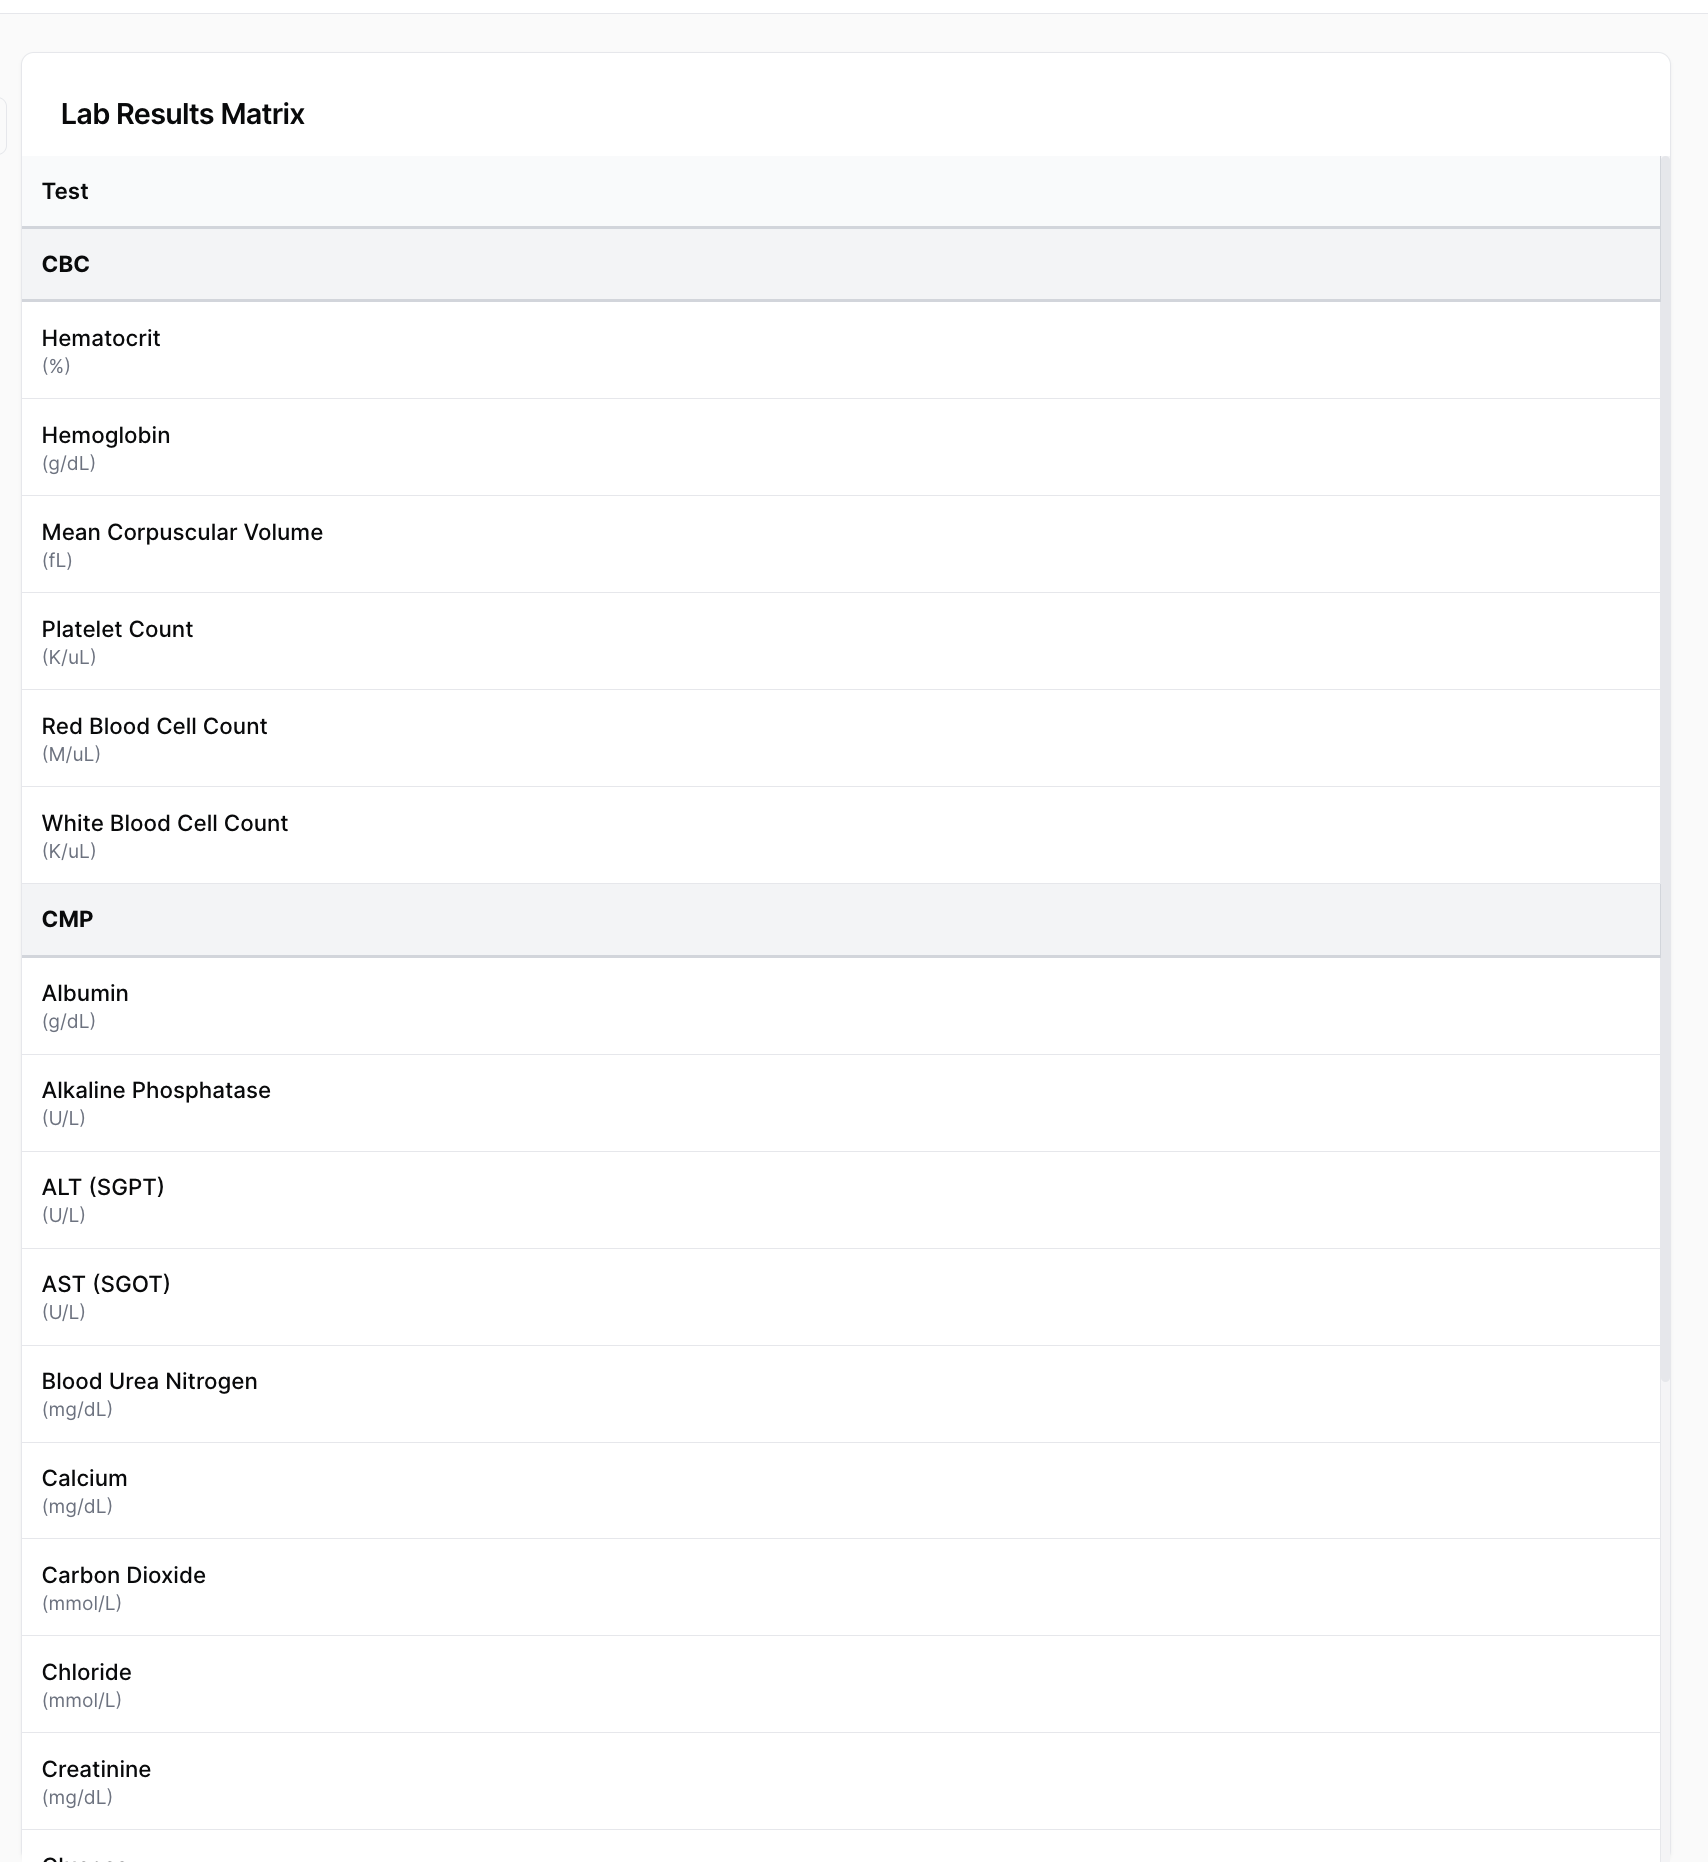 Lab Results Matrix
Test
CBC
Hematocrit
(%)
Hemoglobin
(g/dL)
Mean Corpuscular Volume
(fL)
Platelet Count
(K/uL)
Red Blood Cell Count
(M/uL)
White Blood Cell Count
(K/uL)
CMP
Albumin
(g/dL)
Alkaline Phosphatase
(U/L)
ALT (SGPT)
(U/L)
AST (SGOT)
(U/L)
Blood Urea Nitrogen
(mg/dL)
Calcium
(mg/dL)
Carbon Dioxide
(mmol/L)
Chloride
(mmol/L)
Creatinine
(mg/dL)